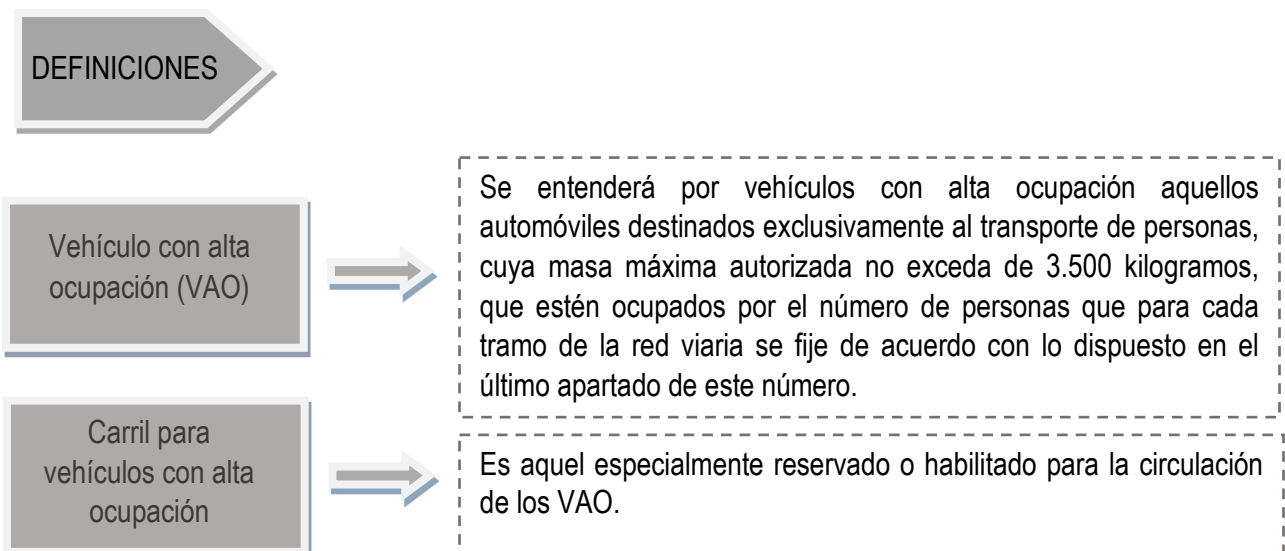 DEFINICIONES
Vehículo con alta
ocupación (VAO)
Se entenderá por vehículos con alta ocupación aquellos
automóviles destinados exclusivamente al transporte de personas,
cuya masa máxima autorizada no exceda de 3.500 kilogramos,
que estén ocupados por el número de personas que para cada
tramo de la red viaria se fije de acuerdo con lo dispuesto en el
último apartado de este número.
Carril para
vehículos con alta
ocupación
Es aquel especialmente reservado o habilitado para la circulación
de los VAO.